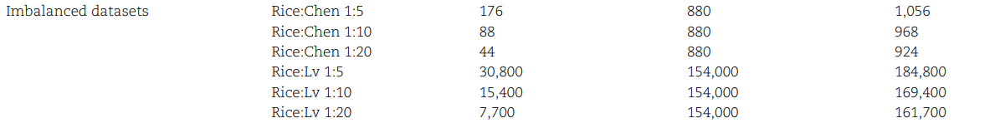 Imbalanced datasets Rice:Chen 1:5 176 880 1,056
Rice:Chen 1:10 88 880 968
Rice:Chen 1:20 44 880 924
Rice:Lv 1:5 30,800 154,000 184,800
Rice:Lv 1:10 15,400 154,000 169,400
Rice:Lv 1:20 7,700 154,000 161,700